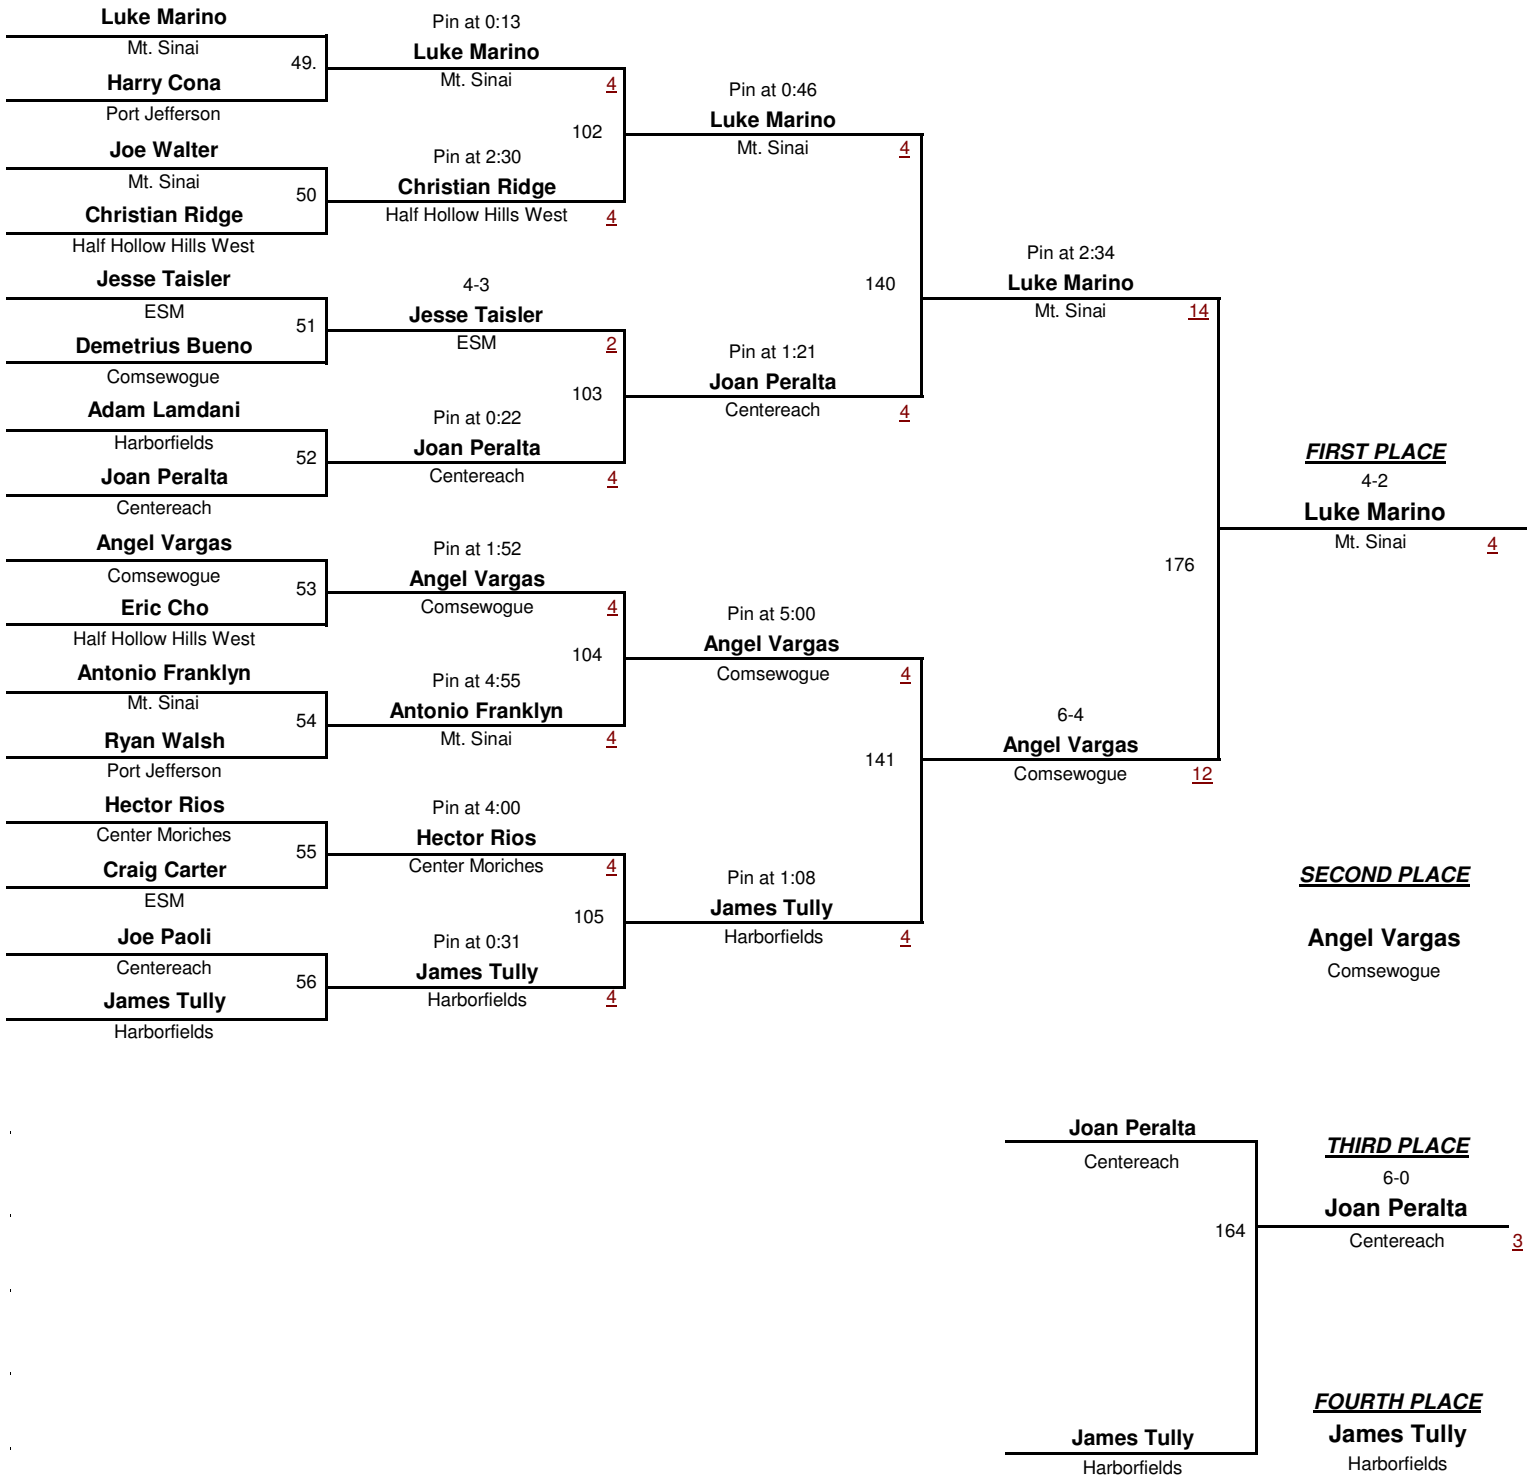 Luke Marino
Mt. Sinai
49.
Harry Cona
Port Jefferson
Joe Walter
Mt. Sinai
50
Christian Ridge
Half Hollow Hills West
Jesse Taisler
ESM
51
Demetrius Bueno
Comsewogue
Adam Lamdani
Harborfields
52
Joan Peralta
Centereach
Angel Vargas
Comsewogue
53
Eric Cho
Half Hollow Hills West
Antonio Franklyn
Mt. Sinai
54
Ryan Walsh
Port Jefferson
Hector Rios
Center Moriches
55
Craig Carter
ESM
Joe Paoli
Centereach
56
James Tully
Harborfields
Pin at 0:13
Luke Marino
Mt. Sinai
4
102
Pin at 2:30
Christian Ridge
Half Hollow Hills West
4
4-3
Jesse Taisler
ESM
2
103
Pin at 0:22
Joan Peralta
Centereach
4
Pin at 1:52
Angel Vargas
Comsewogue
4
104
Pin at 4:55
Antonio Franklyn
Mt. Sinai
4
Pin at 4:00
Hector Rios
Center Moriches
4
105
Pin at 0:31
James Tully
Harborfields
4
Pin at 0:46
Luke Marino
Mt. Sinai
4
140
Pin at 1:21
Joan Peralta
Centereach
4
Pin at 5:00
Angel Vargas
Comsewogue
4
141
Pin at 1:08
James Tully
Harborfields
4
Pin at 2:34
Luke Marino
Mt. Sinai
14
176
6-4
Angel Vargas
Comsewogue
12
FIRST PLACE
4-2
Luke Marino
Mt. Sinai
4
SECOND PLACE
Angel Vargas
Comsewogue
Joan Peralta
Centereach
164
James Tully
Harborfields
THIRD PLACE
6-0
Joan Peralta
Centereach
3
FOURTH PLACE
James Tully
Harborfields